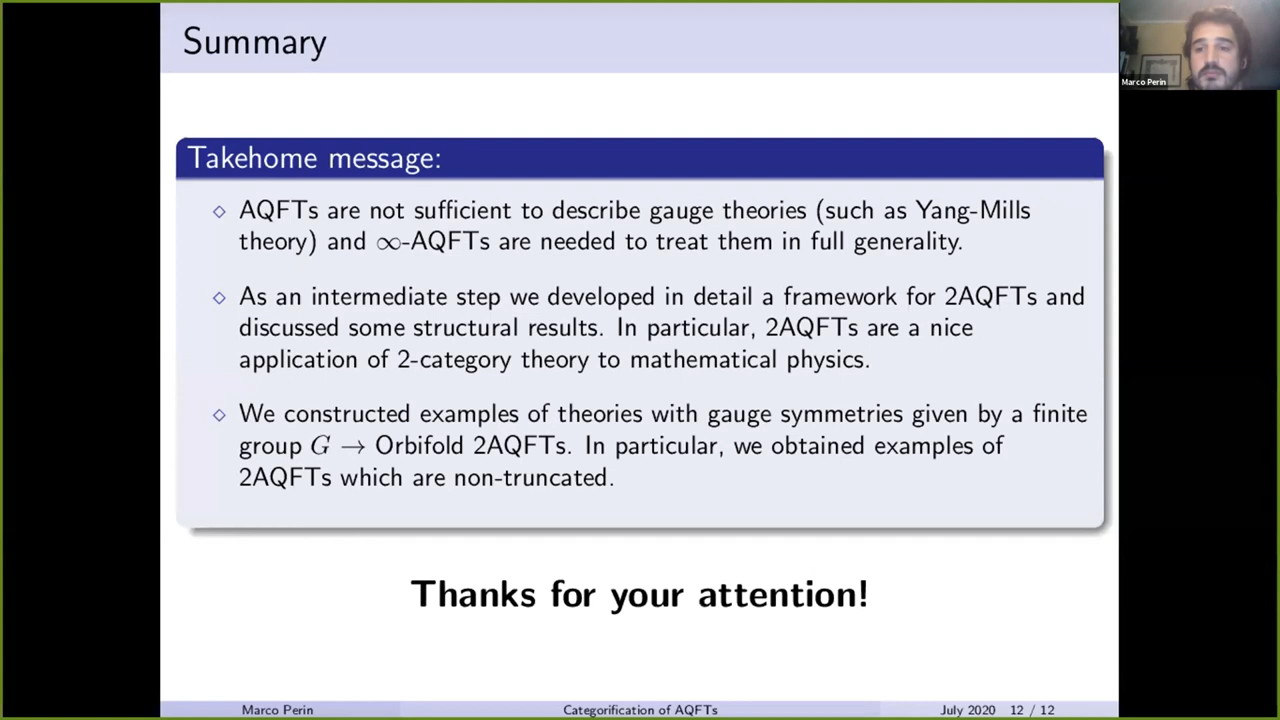 Summary
Marco Perin
Takehome message:
◇ AQFTs are not sufficient to describe gauge theories (such as Yang-Mills
theory) and ∞-AQFTs are needed to treat them in full generality.
◇ As an intermediate step we developed in detail a framework for 2AQFTs and
discussed some structural results. In particular, 2AQFTs are a nice
application of 2-category theory to mathematical physics.
◇ We constructed examples of theories with gauge symmetries given by a finite
group G → Orbifold 2AQFTs. In particular, we obtained examples of
2AQFTs which are non-truncated.
Thanks for your attention!
Marco Perin Categorification of AQFTs July 2020 12 / 12